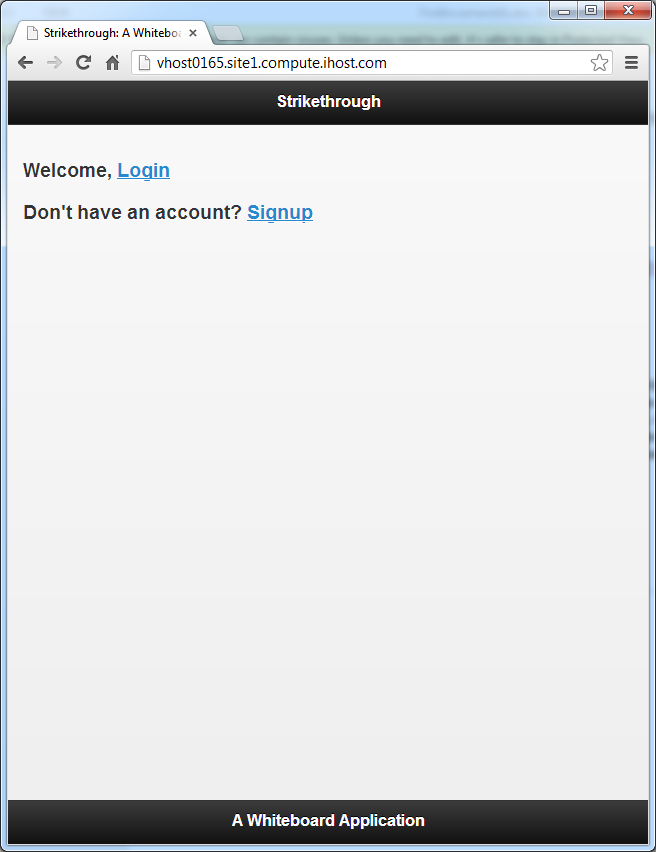 Strikethrough: A Whiteboa
vhost0165.site1.compute.ihost.com
Strikethrough
Welcome, Login
Don't have an account? Signup
A Whiteboard Application